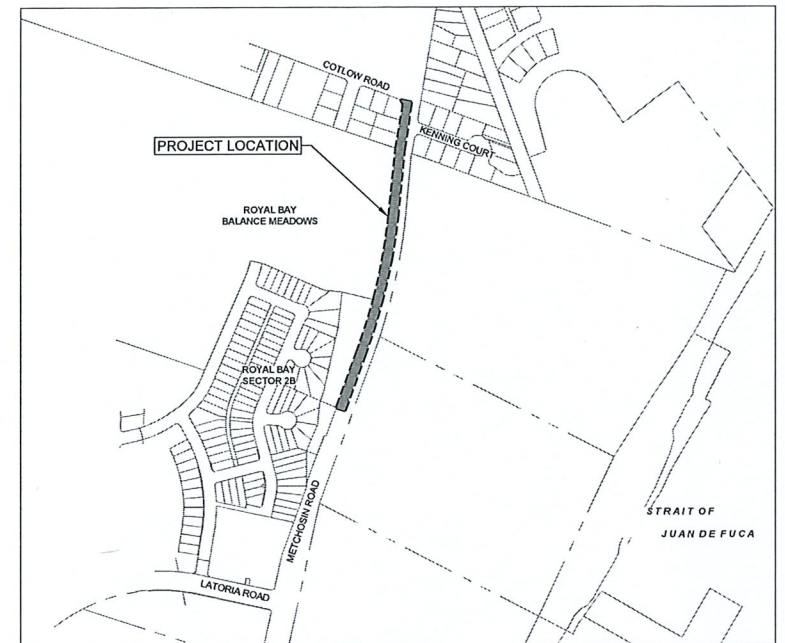 COTLOW ROAD
KENNING COURT
PROJECT LOCATION
ROYAL BAY
BALANCE MEADOWS
ROYAL BAY
SECTOR 2B
METCHOSIN ROAD
STRAIT OF
JUAN DE FUCA
LATORIA ROAD